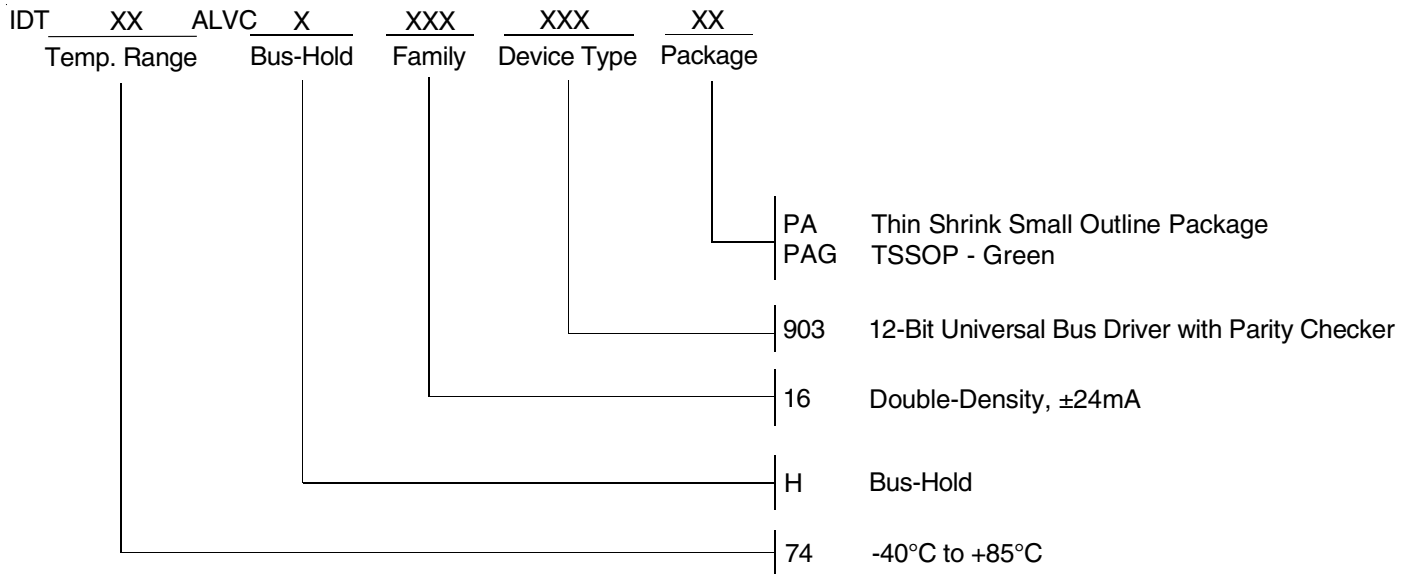 IDT XX ALVC X XXX XXX XX
Temp. Range Bus-Hold Family Device Type Package
PA Thin Shrink Small Outline Package
PAG TSSOP - Green
903 12-Bit Universal Bus Driver with Parity Checker
16 Double-Density, ±24mA
H Bus-Hold
74 -40°C to +85°C